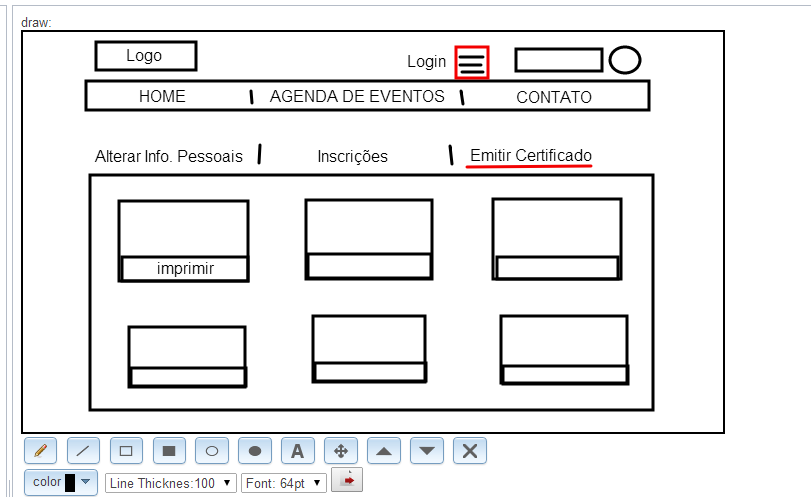 draw:
Logo
Login
HOME
AGENDA DE EVENTOS
CONTATO
Alterar Info. Pessoais
Inscrições
Emitir Certificado
imprimir
A
color
Line Thicknes:100
Font: 64pt